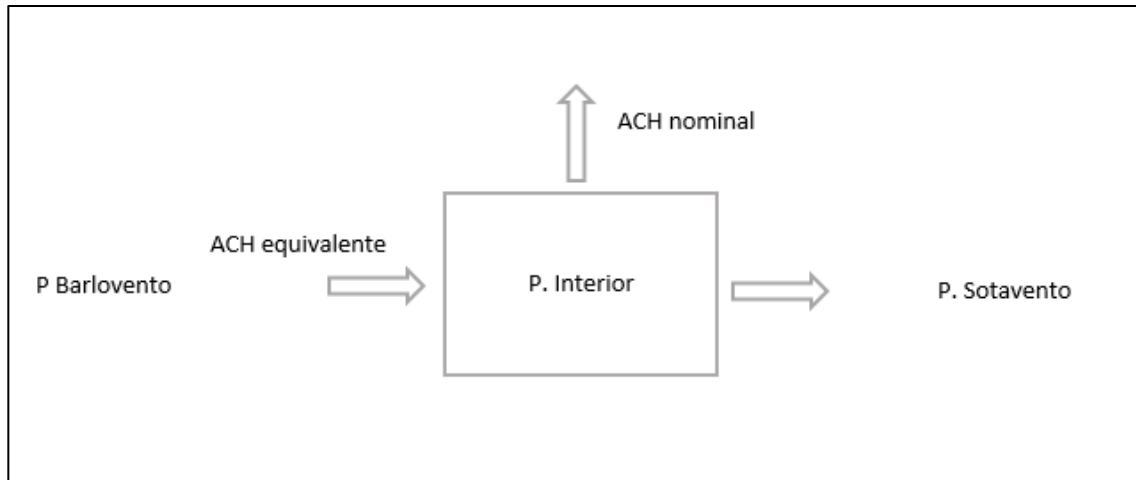 ACH nominal
ACH equivalente
P Barlovento
P. Interior
P. Sotavento